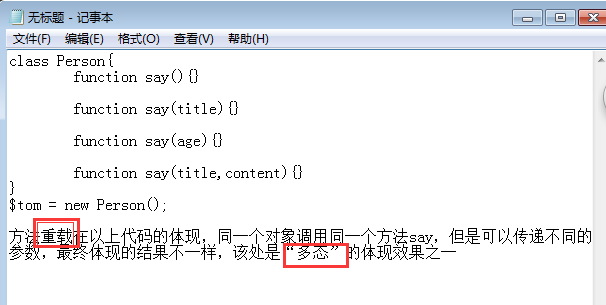 无标题 - 记事本
文件(F) 编辑(E) 格式(O) 查看(V) 帮助(H)
class Person{
function say(){}
function say(title){}
function say(age){}
function say(title,content){}
}
$tom = new Person();
方法重载在以上代码的体现，同一个对象调用同一个方法say，但是可以传递不同的
参数，最终体现的结果不一样，该处是“多态”的体现效果之一